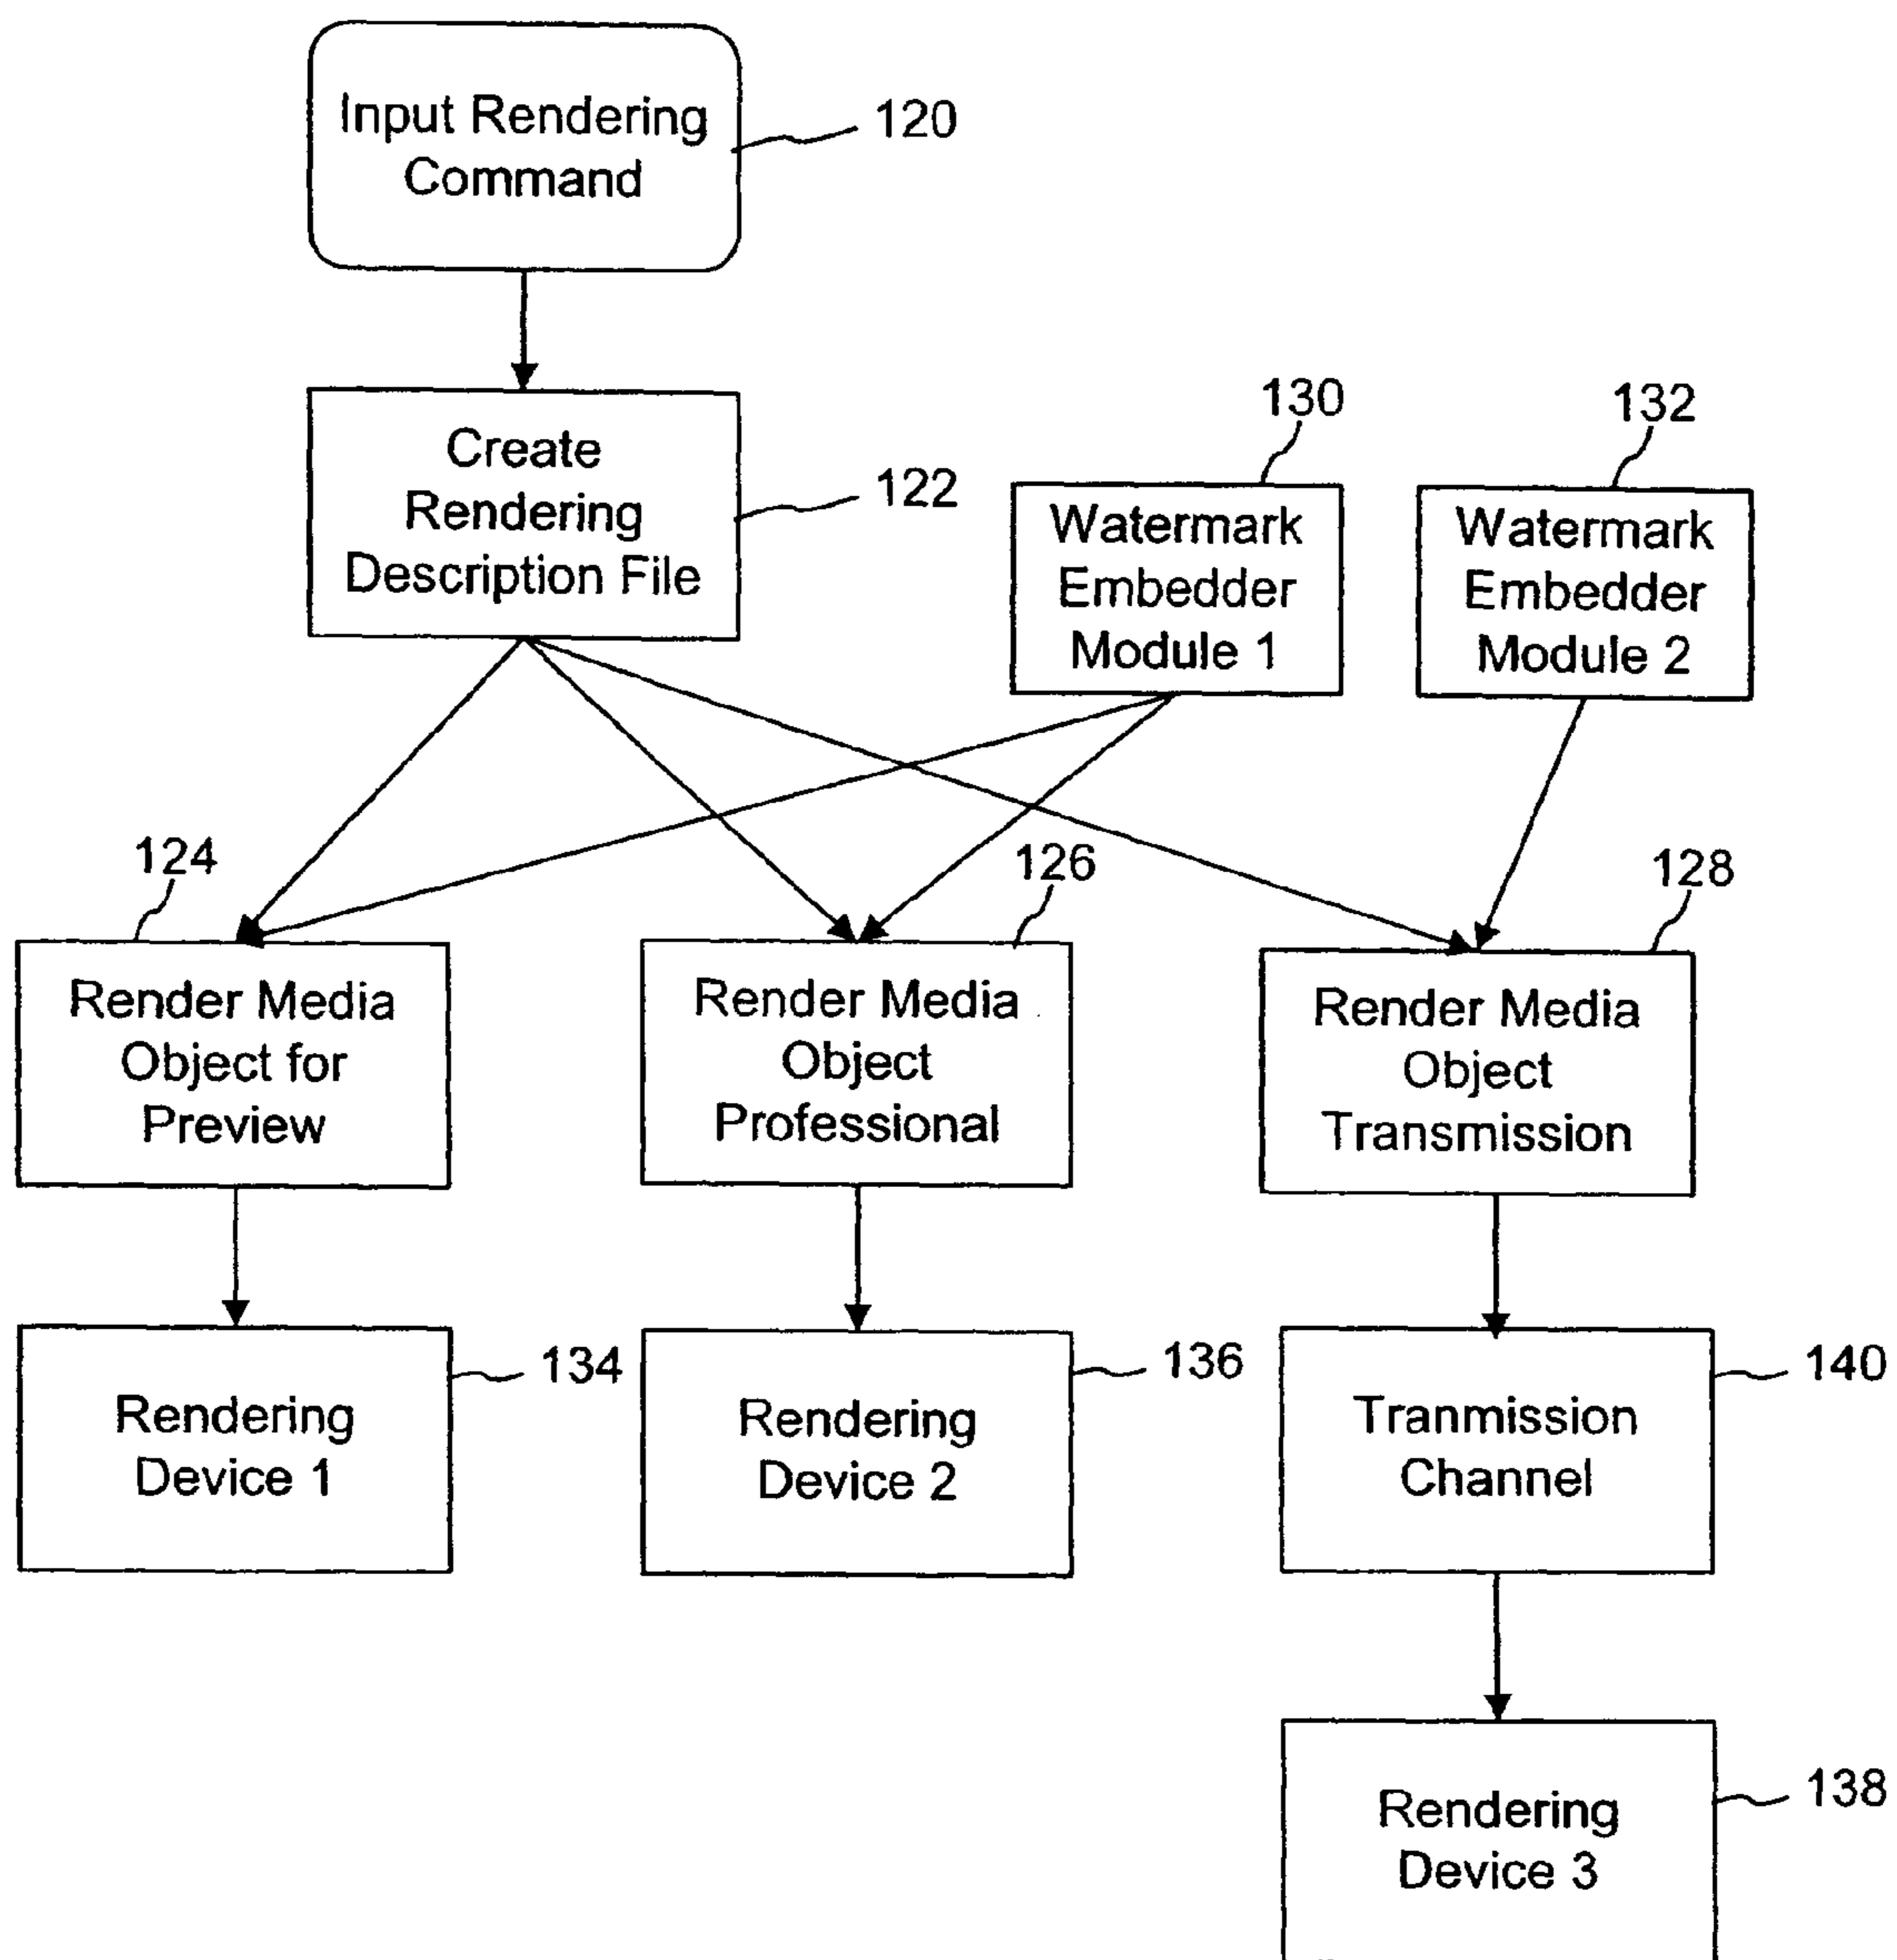 Input Rendering
Command
120
Create
Rendering
Description File
122
130
Watermark
Embedder
Module 1
132
Watermark
Embedder
Module 2
124
Render Media
Object for
Preview
126
Render Media
Object
Professional
128
Render Media
Object
Transmission
Rendering
Device 1
134
Rendering
Device 2
136
Tranmission
Channel
140
Rendering
Device 3
138